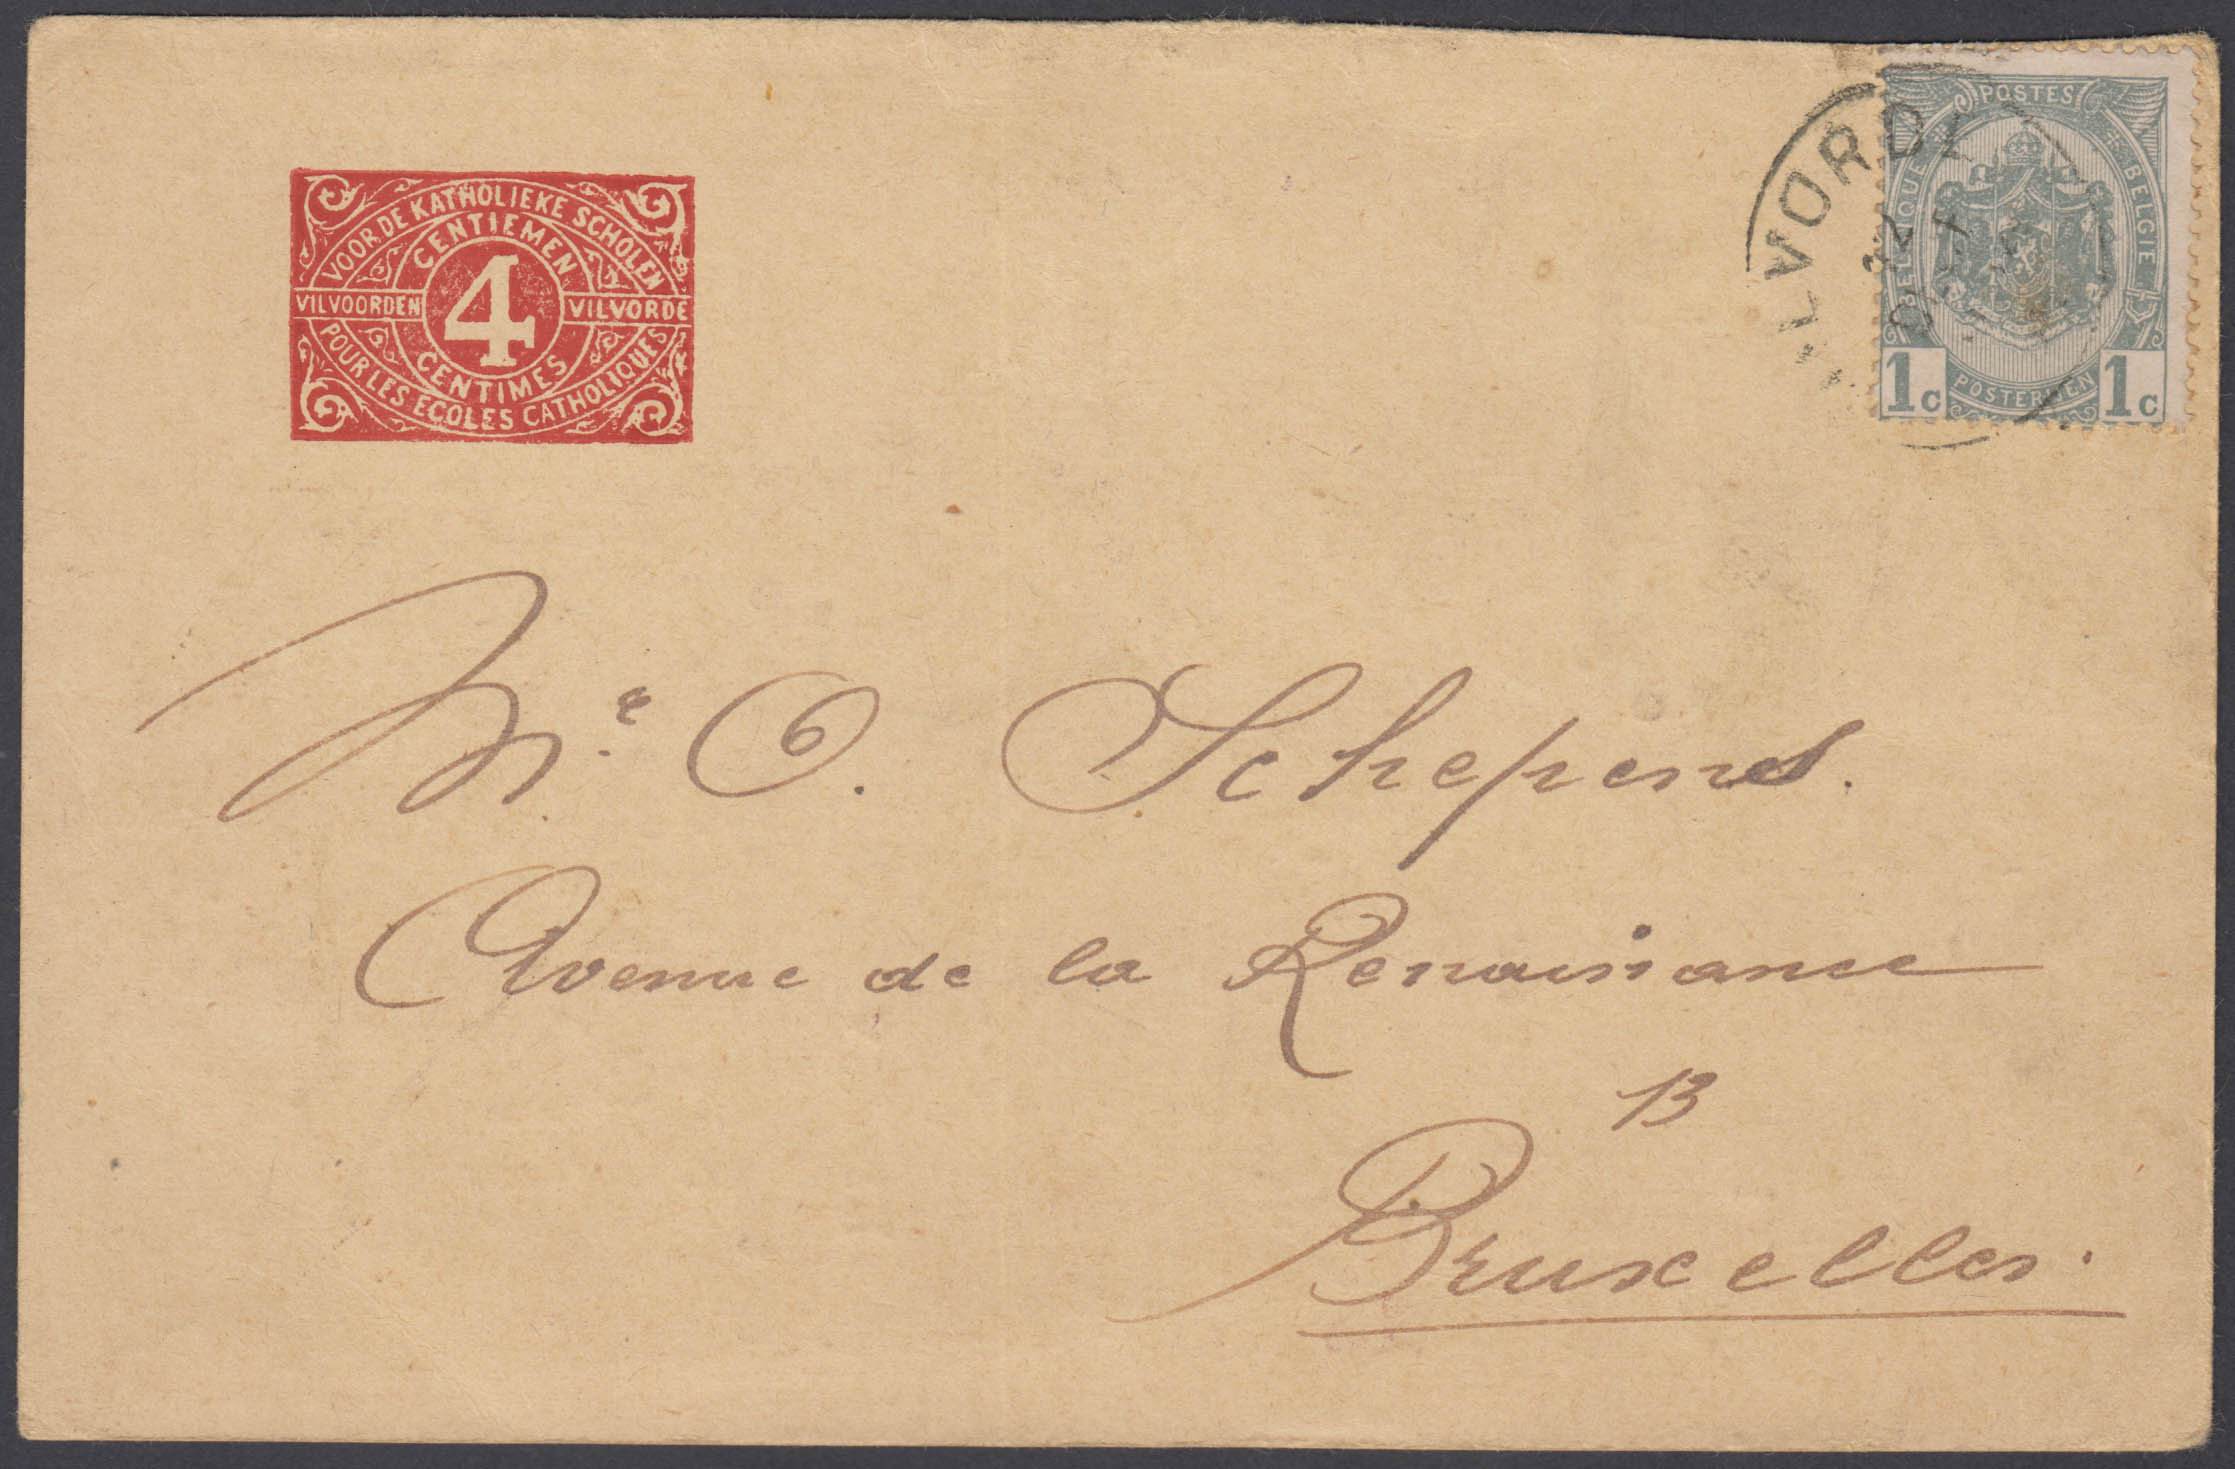 VOOR DE KATHOLIEKE SCHOLEN
CENTIEMEN
VILVOORDEN 4 VILVORDE
CENTIMES
POUR LES ECOLES CATHOLIQUES
POSTES
BELGIQUE
BELGIE
POSTERIJEN
1c 1c
ILVORDE
Mr. O. Schepens.
Avenue de la Renaissance
13
Bruxelles.